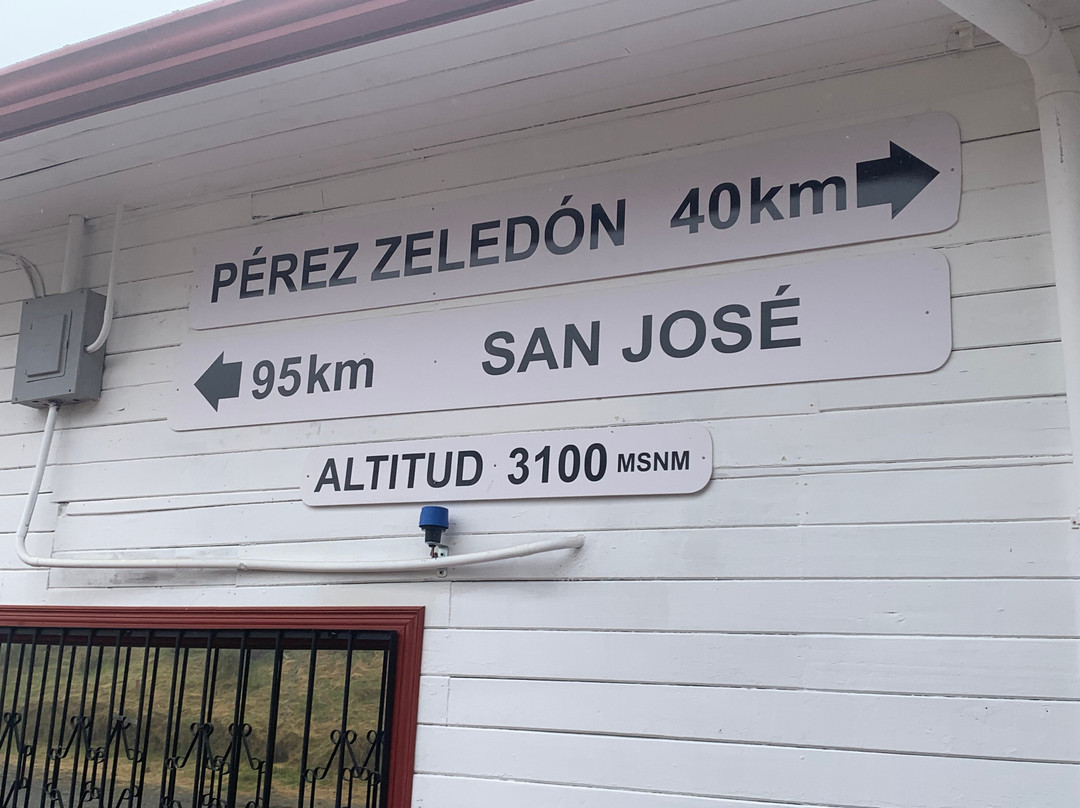 PÉREZ ZELEDÓN 40km
95km SAN JOSÉ
ALTITUD 3100 MSNM